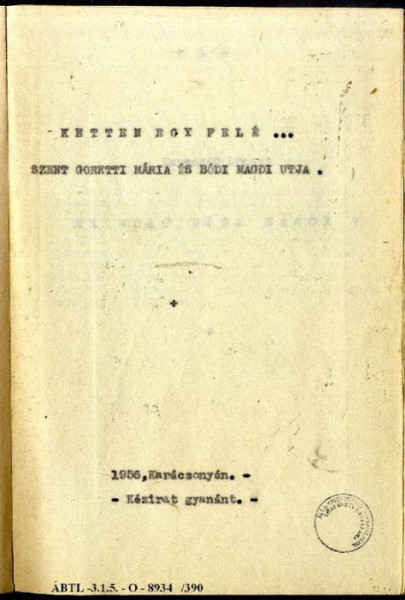 KETTEN EGY FELÉ ...
SZENT GORETTI MÁRIA ÉS BÓDI MAGDI UTJA .
+
1956,Karácsonyán. -
- Kézirat gyanánt. -
ÁBTL -3.1.5. - O - 8934 /390